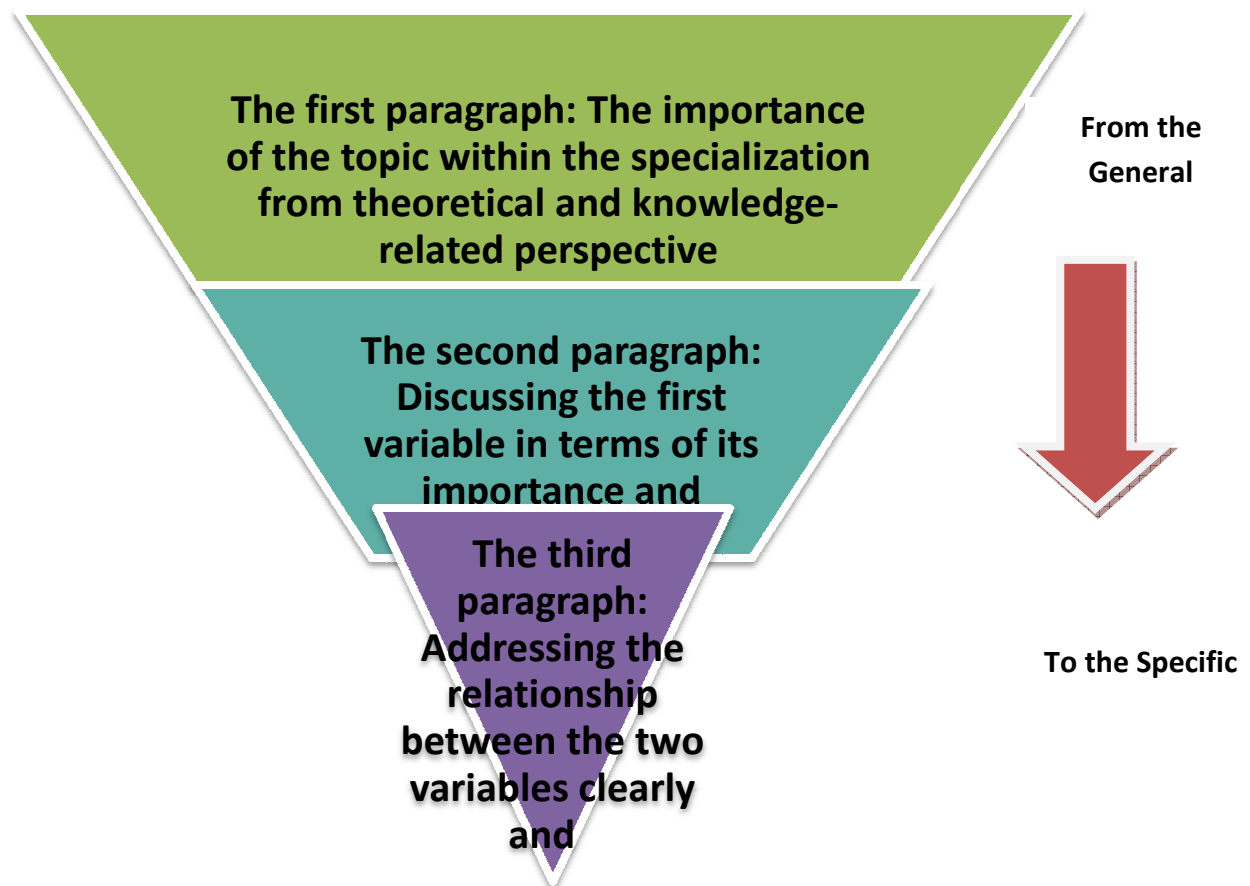 The first paragraph: The importance
of the topic within the specialization
from theoretical and knowledge-
related perspective
From the
General
The second paragraph:
Discussing the first
variable in terms of its
importance and
The third
paragraph:
Addressing the
relationship
between the two
variables clearly
and
To the Specific